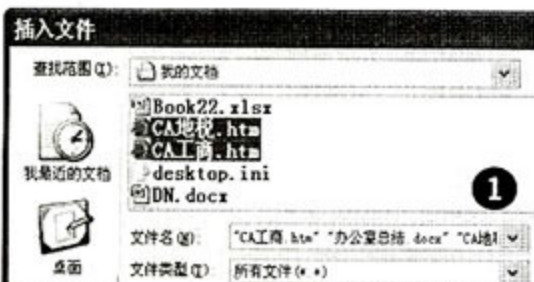 插入文件
查找范围(I): 我的文档
Book22.xlsx
CA地税.htm
CA工商.htm
desktop.ini
DN.docx
我最近的文档
桌面
1
文件名(N): "CA工商.htm" "办公室总结.docx" "CA地税
文件类型(T): 所有文件(*.*)